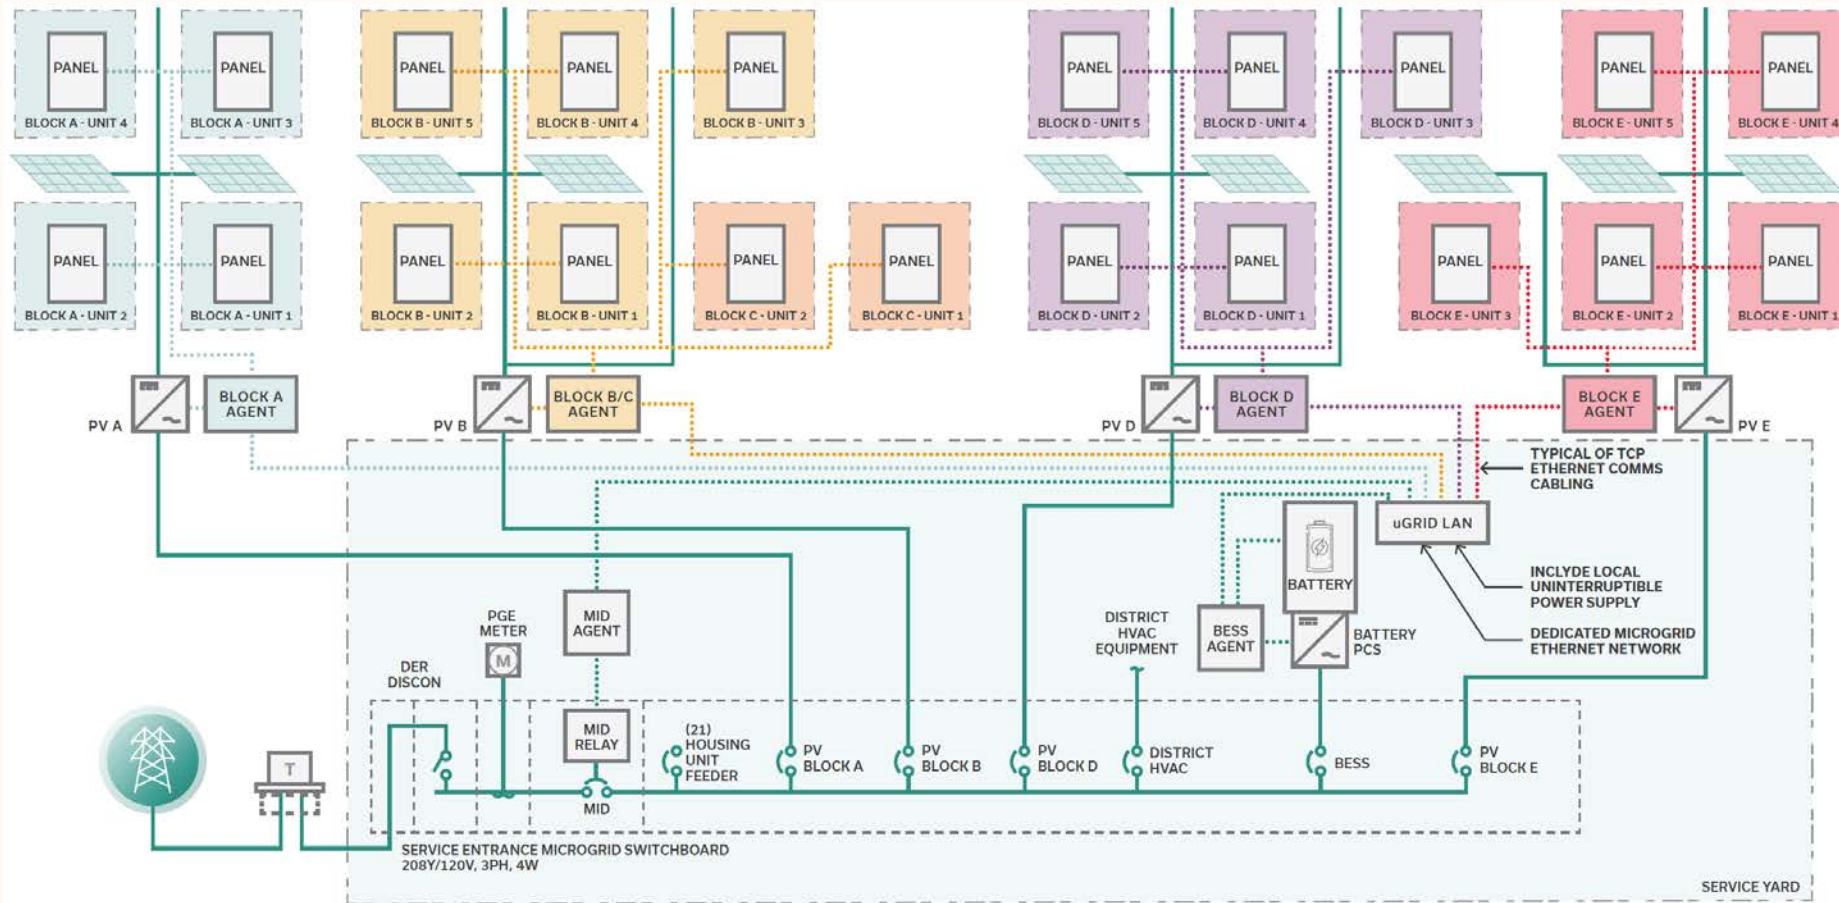 PANEL
PANEL
PANEL
PANEL
PANEL
PANEL
PANEL
PANEL
PANEL
PANEL
BLOCK A - UNIT 4
BLOCK A - UNIT 3
BLOCK B - UNIT 5
BLOCK B - UNIT 4
BLOCK B - UNIT 3
BLOCK D - UNIT 5
BLOCK D - UNIT 4
BLOCK D - UNIT 3
BLOCK E - UNIT 5
BLOCK E - UNIT 4
PANEL
PANEL
PANEL
PANEL
PANEL
PANEL
PANEL
PANEL
PANEL
PANEL
PANEL
BLOCK A - UNIT 2
BLOCK A - UNIT 1
BLOCK B - UNIT 2
BLOCK B - UNIT 1
BLOCK C - UNIT 2
BLOCK C - UNIT 1
BLOCK D - UNIT 2
BLOCK D - UNIT 1
BLOCK E - UNIT 3
BLOCK E - UNIT 2
BLOCK E - UNIT 1
PV A
BLOCK A
AGENT
PV B
BLOCK B/C
AGENT
PV D
BLOCK D
AGENT
BLOCK E
AGENT
PV E
TYPICAL OF TCP
ETHERNET COMMS
CABLING
uGRID LAN
INCLYDE LOCAL
UNINTERRUPTIBLE
POWER SUPPLY
DEDICATED MICROGRID
ETHERNET NETWORK
BATTERY
BATTERY
PCS
BESS
AGENT
DISTRICT
HVAC
EQUIPMENT
MID
AGENT
PGE
METER
M
DER
DISCON
MID
RELAY
(21)
HOUSING
UNIT
FEEDER
PV
BLOCK A
PV
BLOCK B
PV
BLOCK D
DISTRICT
HVAC
BESS
PV
BLOCK E
T
MID
SERVICE ENTRANCE MICROGRID SWITCHBOARD
208Y/120V, 3PH, 4W
SERVICE YARD